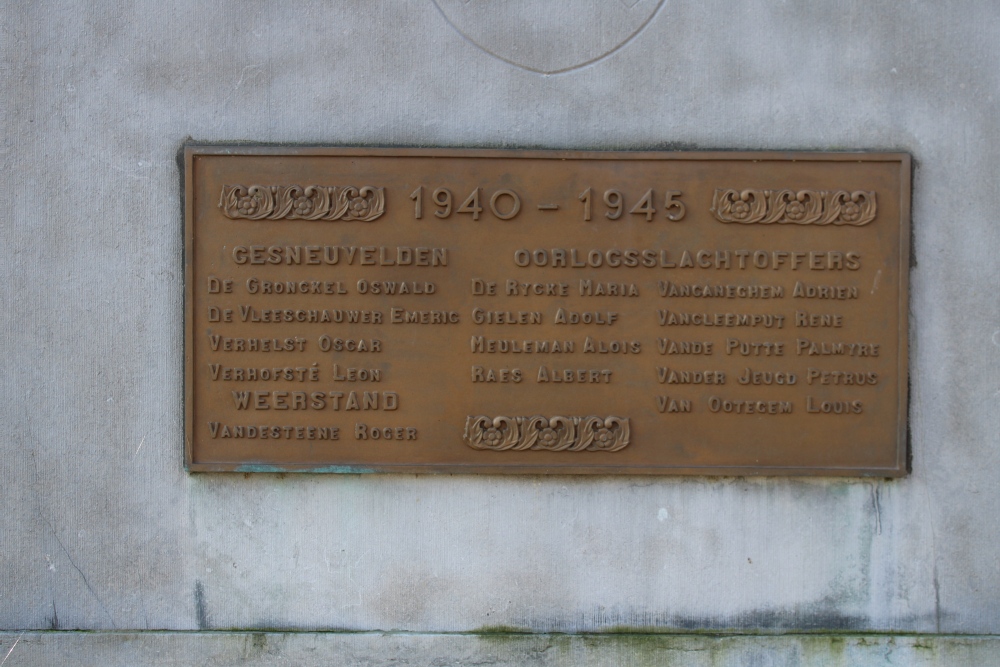 1940 - 1945
GESNEUVELDEN
DE GRONCKEL OSWALD
DE VLEESCHAUWER EMERIC
VERHELST OSCAR
VERHOFSTÉ LEON
WEERSTAND
VANDESTEENE ROGER
OORLOGSSLACHTOFFERS
DE RYCKE MARIA
GIELEN ADOLF
MEULEMAN ALOIS
RAES ALBERT
VANCANEGHEM ADRIEN
VANCLEEMPUT RENE
VANDE PUTTE PALMYRE
VANDER JEUGD PETRUS
VAN OOTEGEM LOUIS